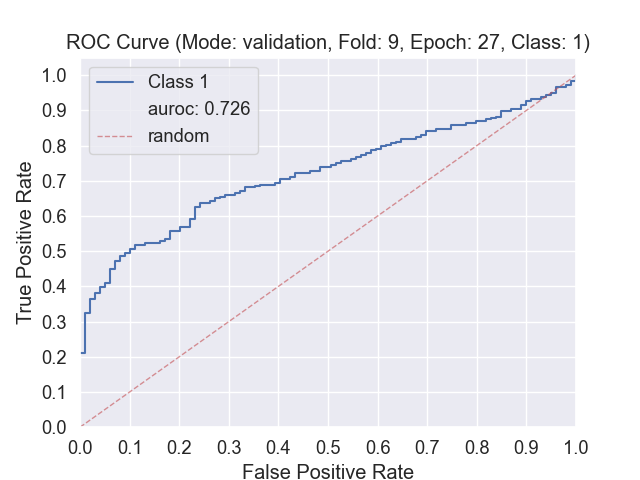 ROC Curve (Mode: validation, Fold: 9, Epoch: 27, Class: 1)
Class 1
auroc: 0.726
random
True Positive Rate
1.0
0.9
0.8
0.7
0.6
0.5
0.4
0.3
0.2
0.1
0.0
0.0 0.1 0.2 0.3 0.4 0.5 0.6 0.7 0.8 0.9 1.0
False Positive Rate